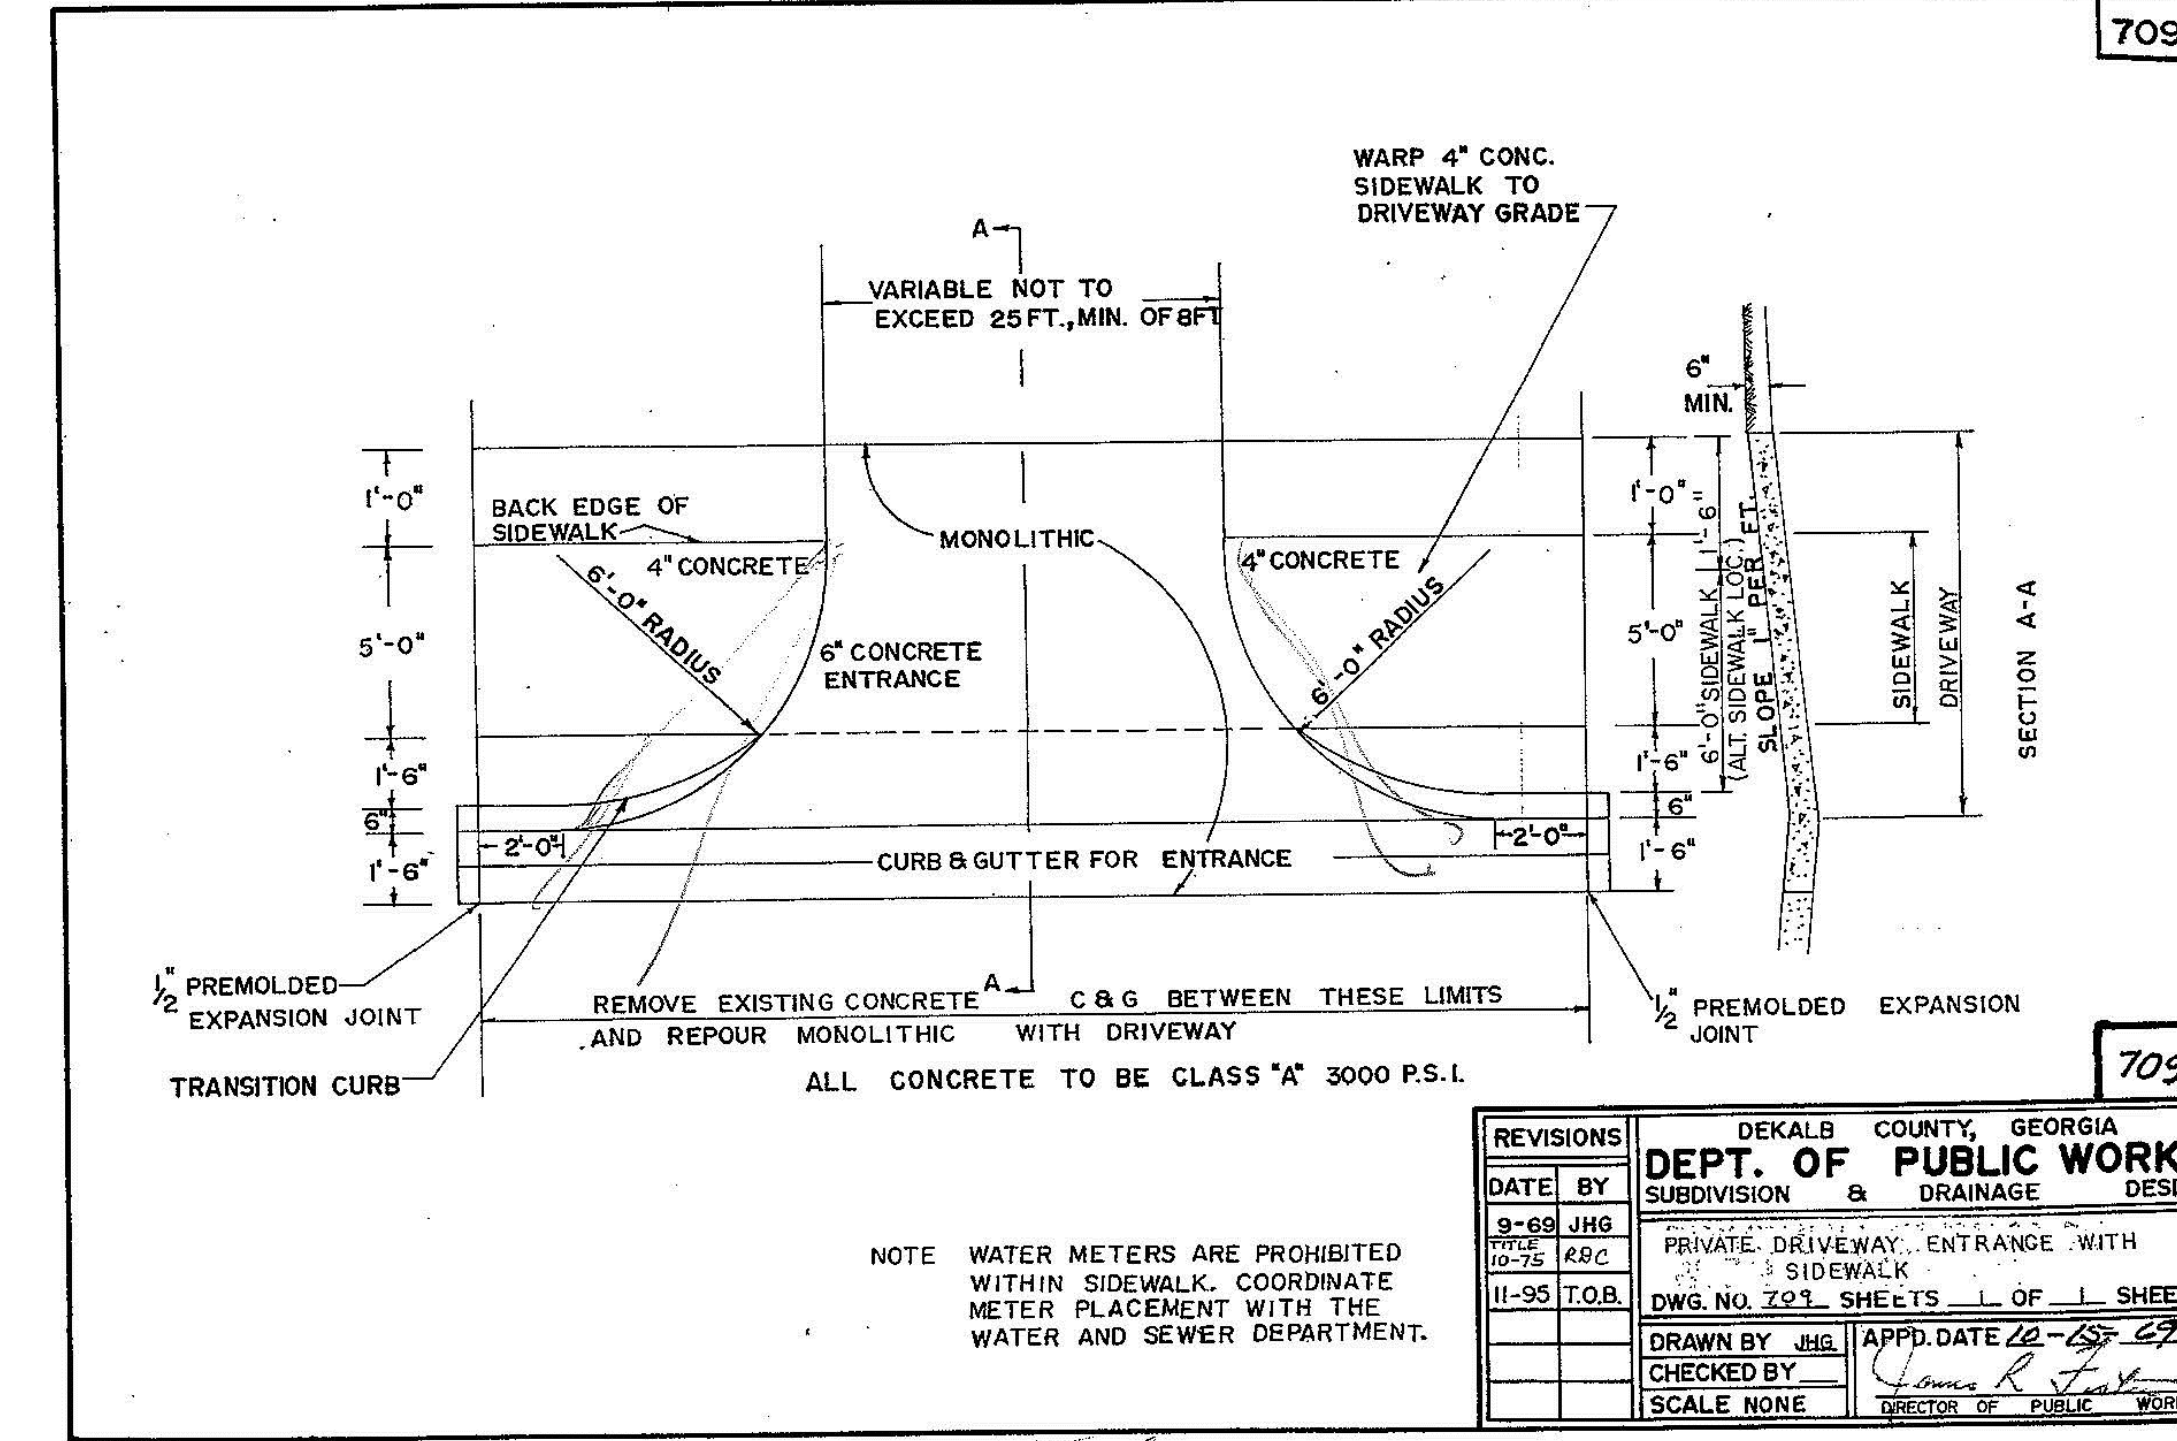 709
WARP 4" CONC.
SIDEWALK TO
DRIVEWAY GRADE
A
VARIABLE NOT TO
EXCEED 25 FT., MIN. OF 8FT
6"
MIN.
1'-0"
BACK EDGE OF
SIDEWALK
4" CONCRETE
MONOLITHIC
4" CONCRETE
1'-0"
1'-6"
6'-0" RADIUS
6'-0" RADIUS
5'-0"
6" CONCRETE
ENTRANCE
5'-0"
6'-0" SIDEWALK
(ALT. SIDEWALK LOC.)
SLOPE 1" PER FT.
SIDEWALK
DRIVEWAY
SECTION A-A
1'-6"
6"
1'-6"
1'-6"
6"
1'-6"
2'-0"
2'-0"
CURB & GUTTER FOR ENTRANCE
1/2" PREMOLDED
EXPANSION JOINT
A
REMOVE EXISTING CONCRETE C & G BETWEEN THESE LIMITS
AND REPOUR MONOLITHIC WITH DRIVEWAY
1/2" PREMOLDED EXPANSION
JOINT
TRANSITION CURB
ALL CONCRETE TO BE CLASS "A" 3000 P.S.I.
709
NOTE WATER METERS ARE PROHIBITED
WITHIN SIDEWALK. COORDINATE
METER PLACEMENT WITH THE
WATER AND SEWER DEPARTMENT.
REVISIONS
DATE BY
9-69 JHG
TITLE
10-75 RBC
11-95 T.O.B.
DEKALB COUNTY, GEORGIA
DEPT. OF PUBLIC WORK
SUBDIVISION & DRAINAGE DESI
PRIVATE DRIVEWAY ENTRANCE WITH
SIDEWALK
DWG. NO. 709 SHEETS 1 OF 1 SHEE
DRAWN BY JHG
CHECKED BY
SCALE NONE
APPD. DATE 10-15-69
James R
DIRECTOR OF PUBLIC WOR